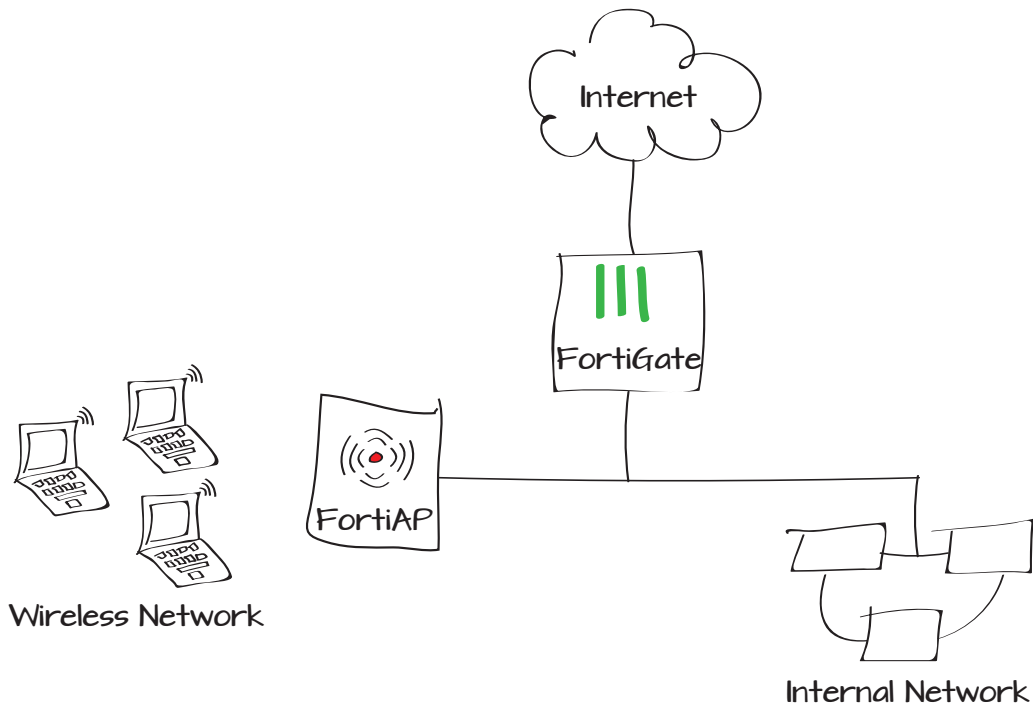 Internet
FortiGate
FortiAP
Wireless Network
Internal Network